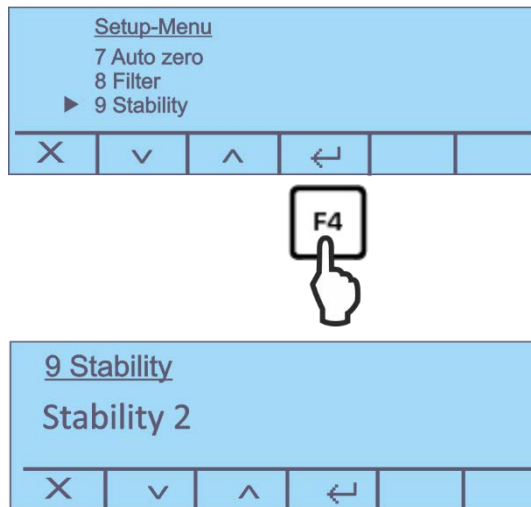 Setup-Menu
7 Auto zero
8 Filter
► 9 Stability
F4
9 Stability
Stability 2